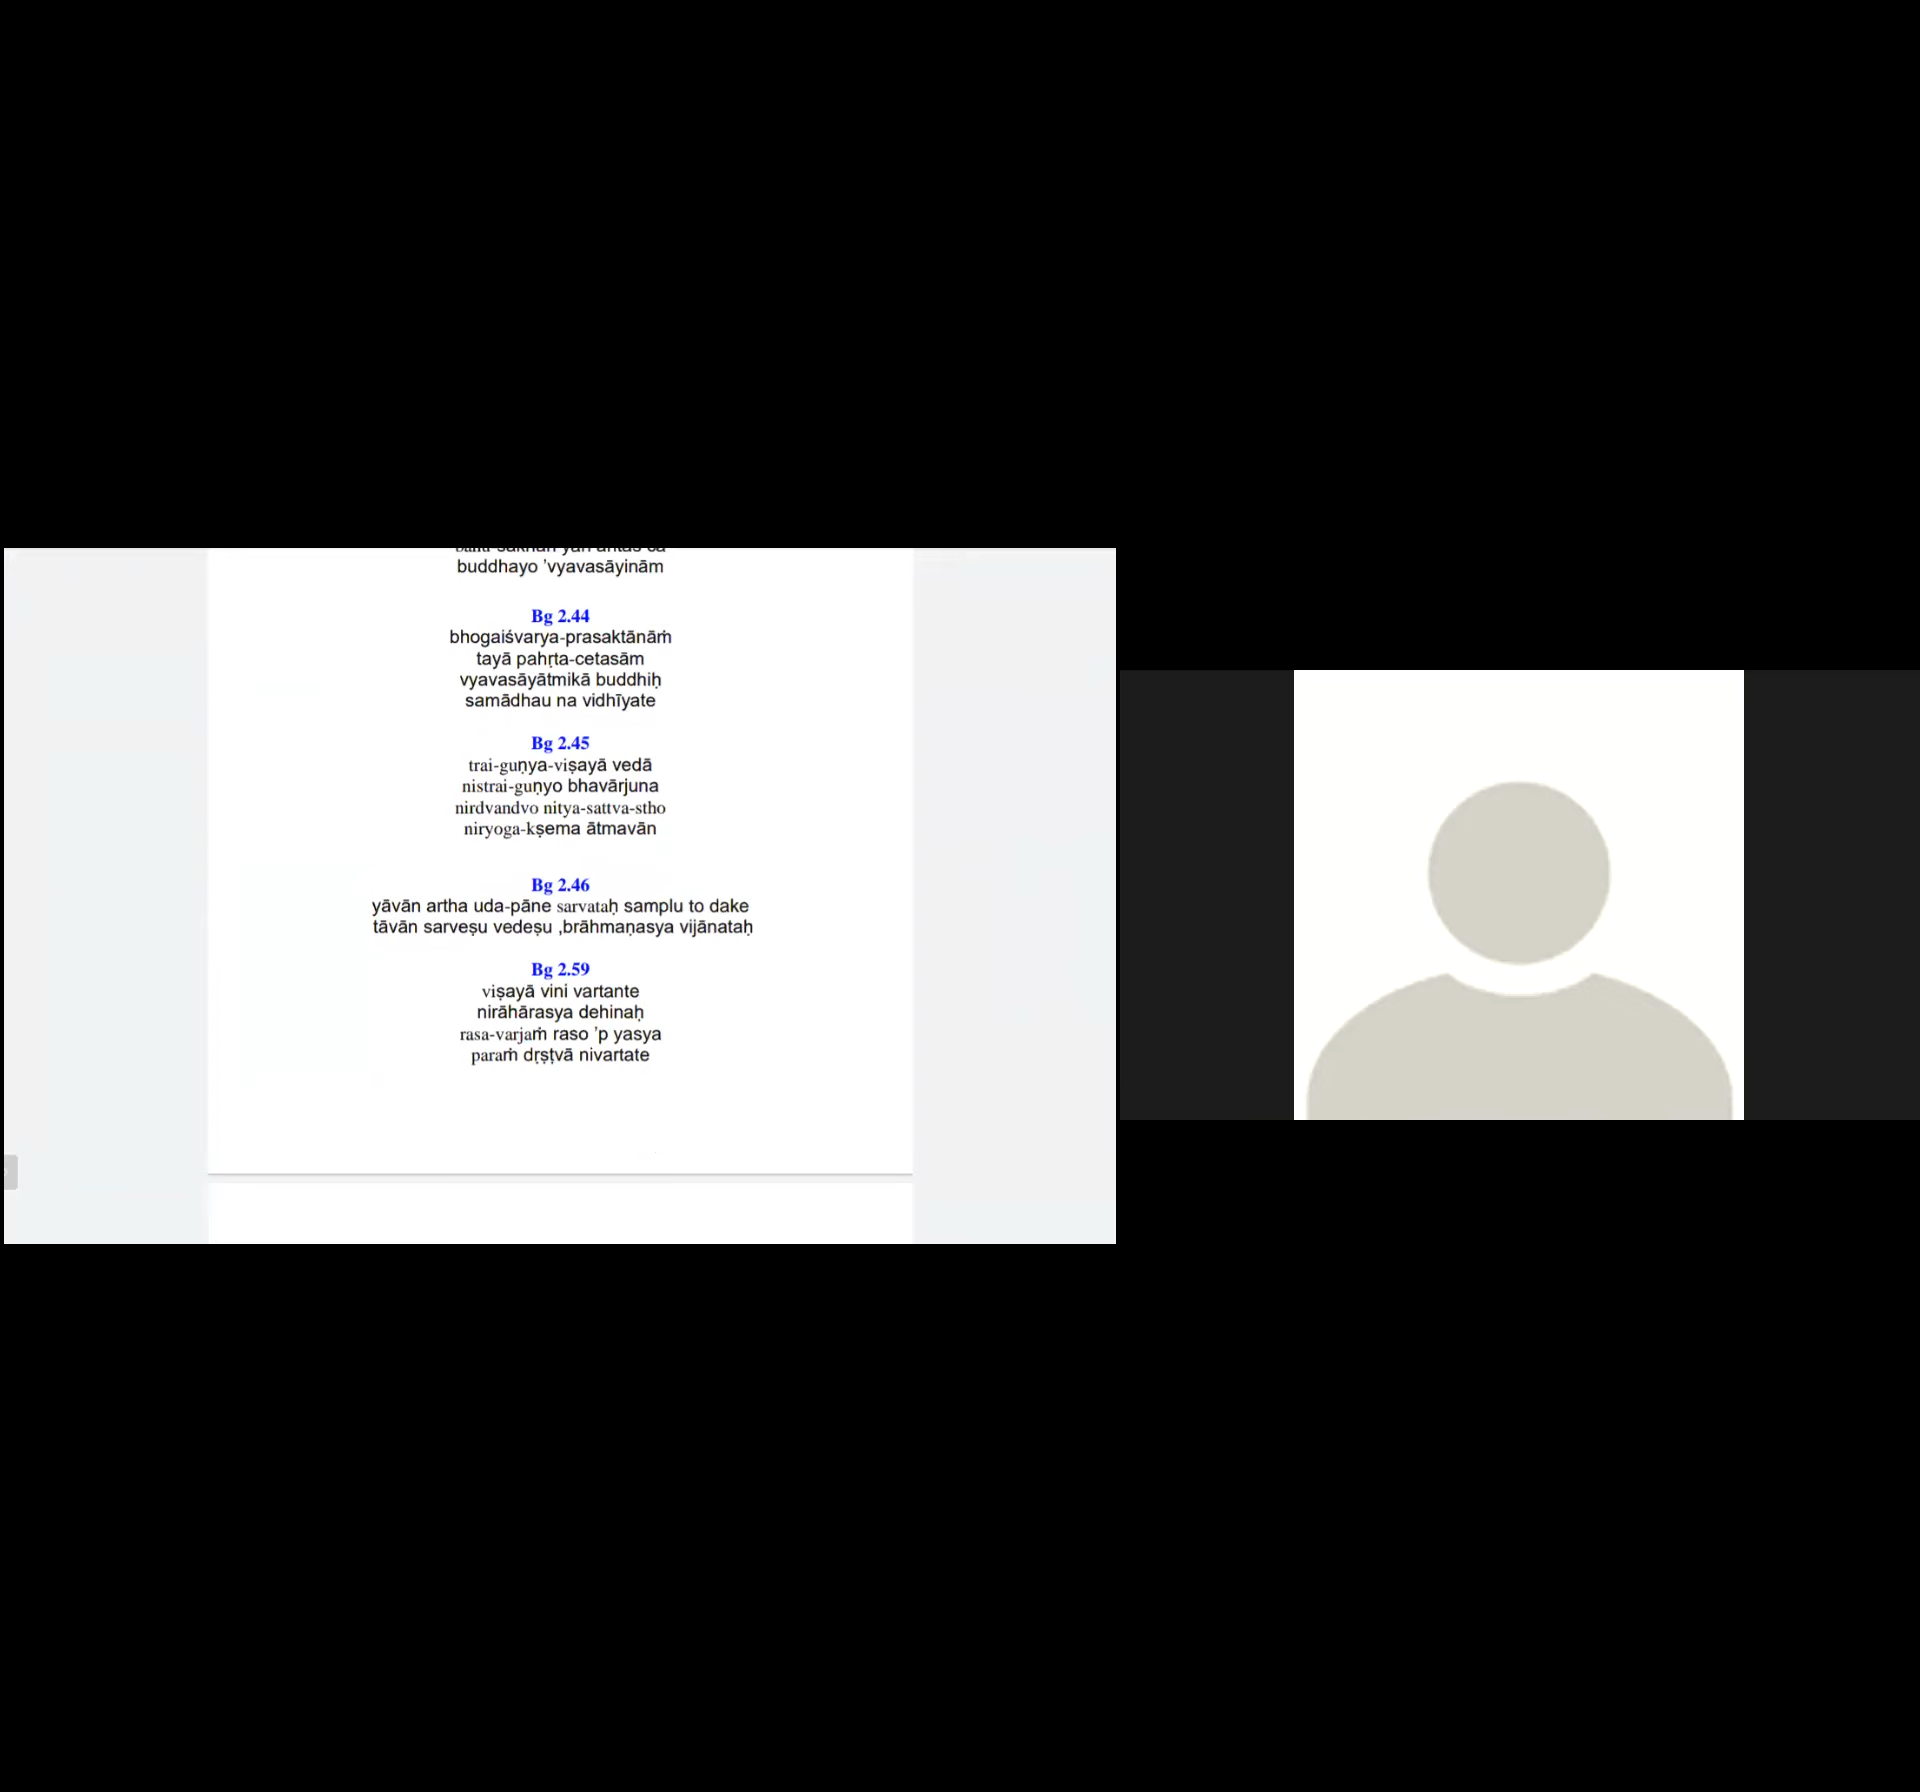 buddhayo ’vyavasāyinām
Bg 2.44
bhogaiśvarya-prasaktānāṁ
tayā pahṛta-cetasām
vyavasāyātmikā buddhiḥ
samādhau na vidhīyate
Bg 2.45
trai-guṇya-viṣayā vedā
nistrai-guṇyo bhavārjuna
nirdvandvo nitya-sattva-stho
niryoga-kṣema ātmavān
Bg 2.46
yāvān artha uda-pāne sarvataḥ samplu to dake
tāvān sarveṣu vedeṣu ,brāhmaṇasya vijānataḥ
Bg 2.59
viṣayā vini vartante
nirāhārasya dehinaḥ
rasa-varjaṁ raso ’p yasya
paraṁ dṛṣṭvā nivartate